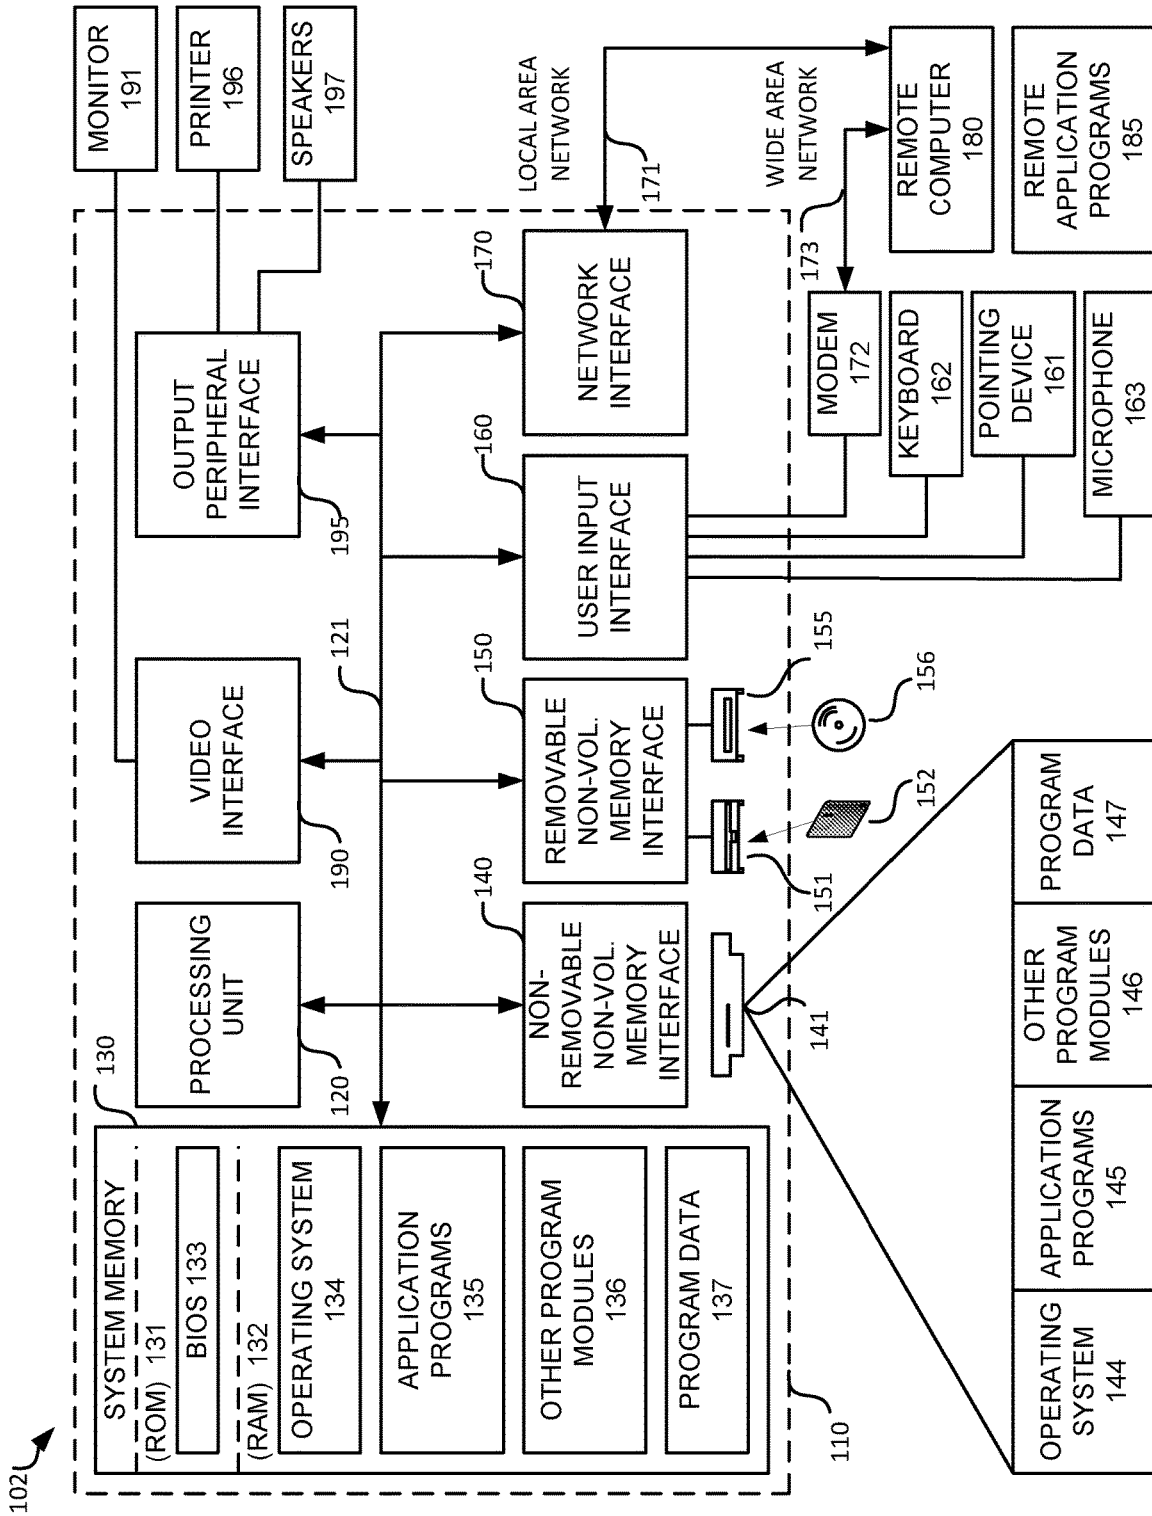 102
SYSTEM MEMORY
130
(ROM) 131
BIOS 133
(RAM) 132
OPERATING SYSTEM
134
APPLICATION
PROGRAMS
135
OTHER PROGRAM
MODULES
136
PROGRAM DATA
137
110
PROCESSING
UNIT
120
VIDEO
INTERFACE
190
121
OUTPUT
PERIPHERAL
INTERFACE
195
MONITOR
191
PRINTER
196
SPEAKERS
197
NON-
REMOVABLE
NON-VOL.
MEMORY
INTERFACE
140
REMOVABLE
NON-VOL.
MEMORY
INTERFACE
150
USER INPUT
INTERFACE
160
NETWORK
INTERFACE
170
LOCAL AREA
NETWORK
171
141
151
152
155
156
WIDE AREA
NETWORK
173
MODEM
172
KEYBOARD
162
POINTING
DEVICE
161
MICROPHONE
163
REMOTE
COMPUTER
180
REMOTE
APPLICATION
PROGRAMS
185
OPERATING
SYSTEM
144
APPLICATION
PROGRAMS
145
OTHER
PROGRAM
MODULES
146
PROGRAM
DATA
147